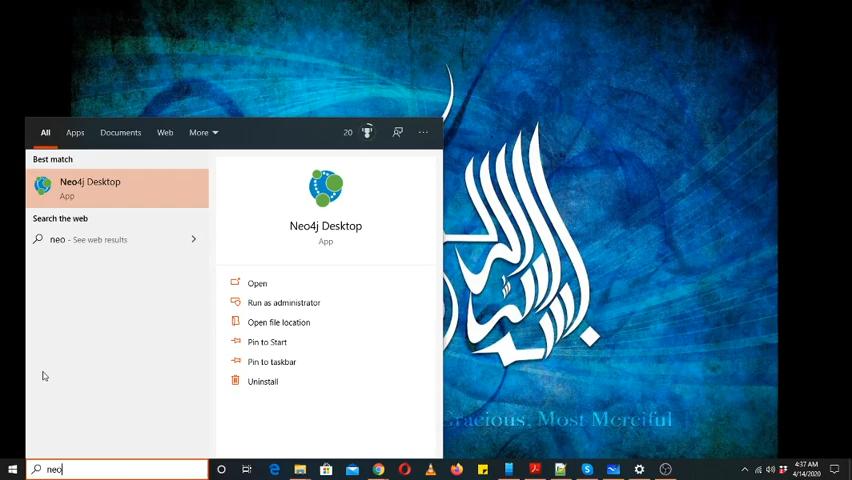 All Apps Documents Web More 20 ...
Best match
Neo4j Desktop
App
Search the web
neo - See web results
Neo4j Desktop
App
Open
Run as administrator
Open file location
Pin to Start
Pin to taskbar
Uninstall
Gracious, Most Merciful
neo
4:37 AM
4/14/2020